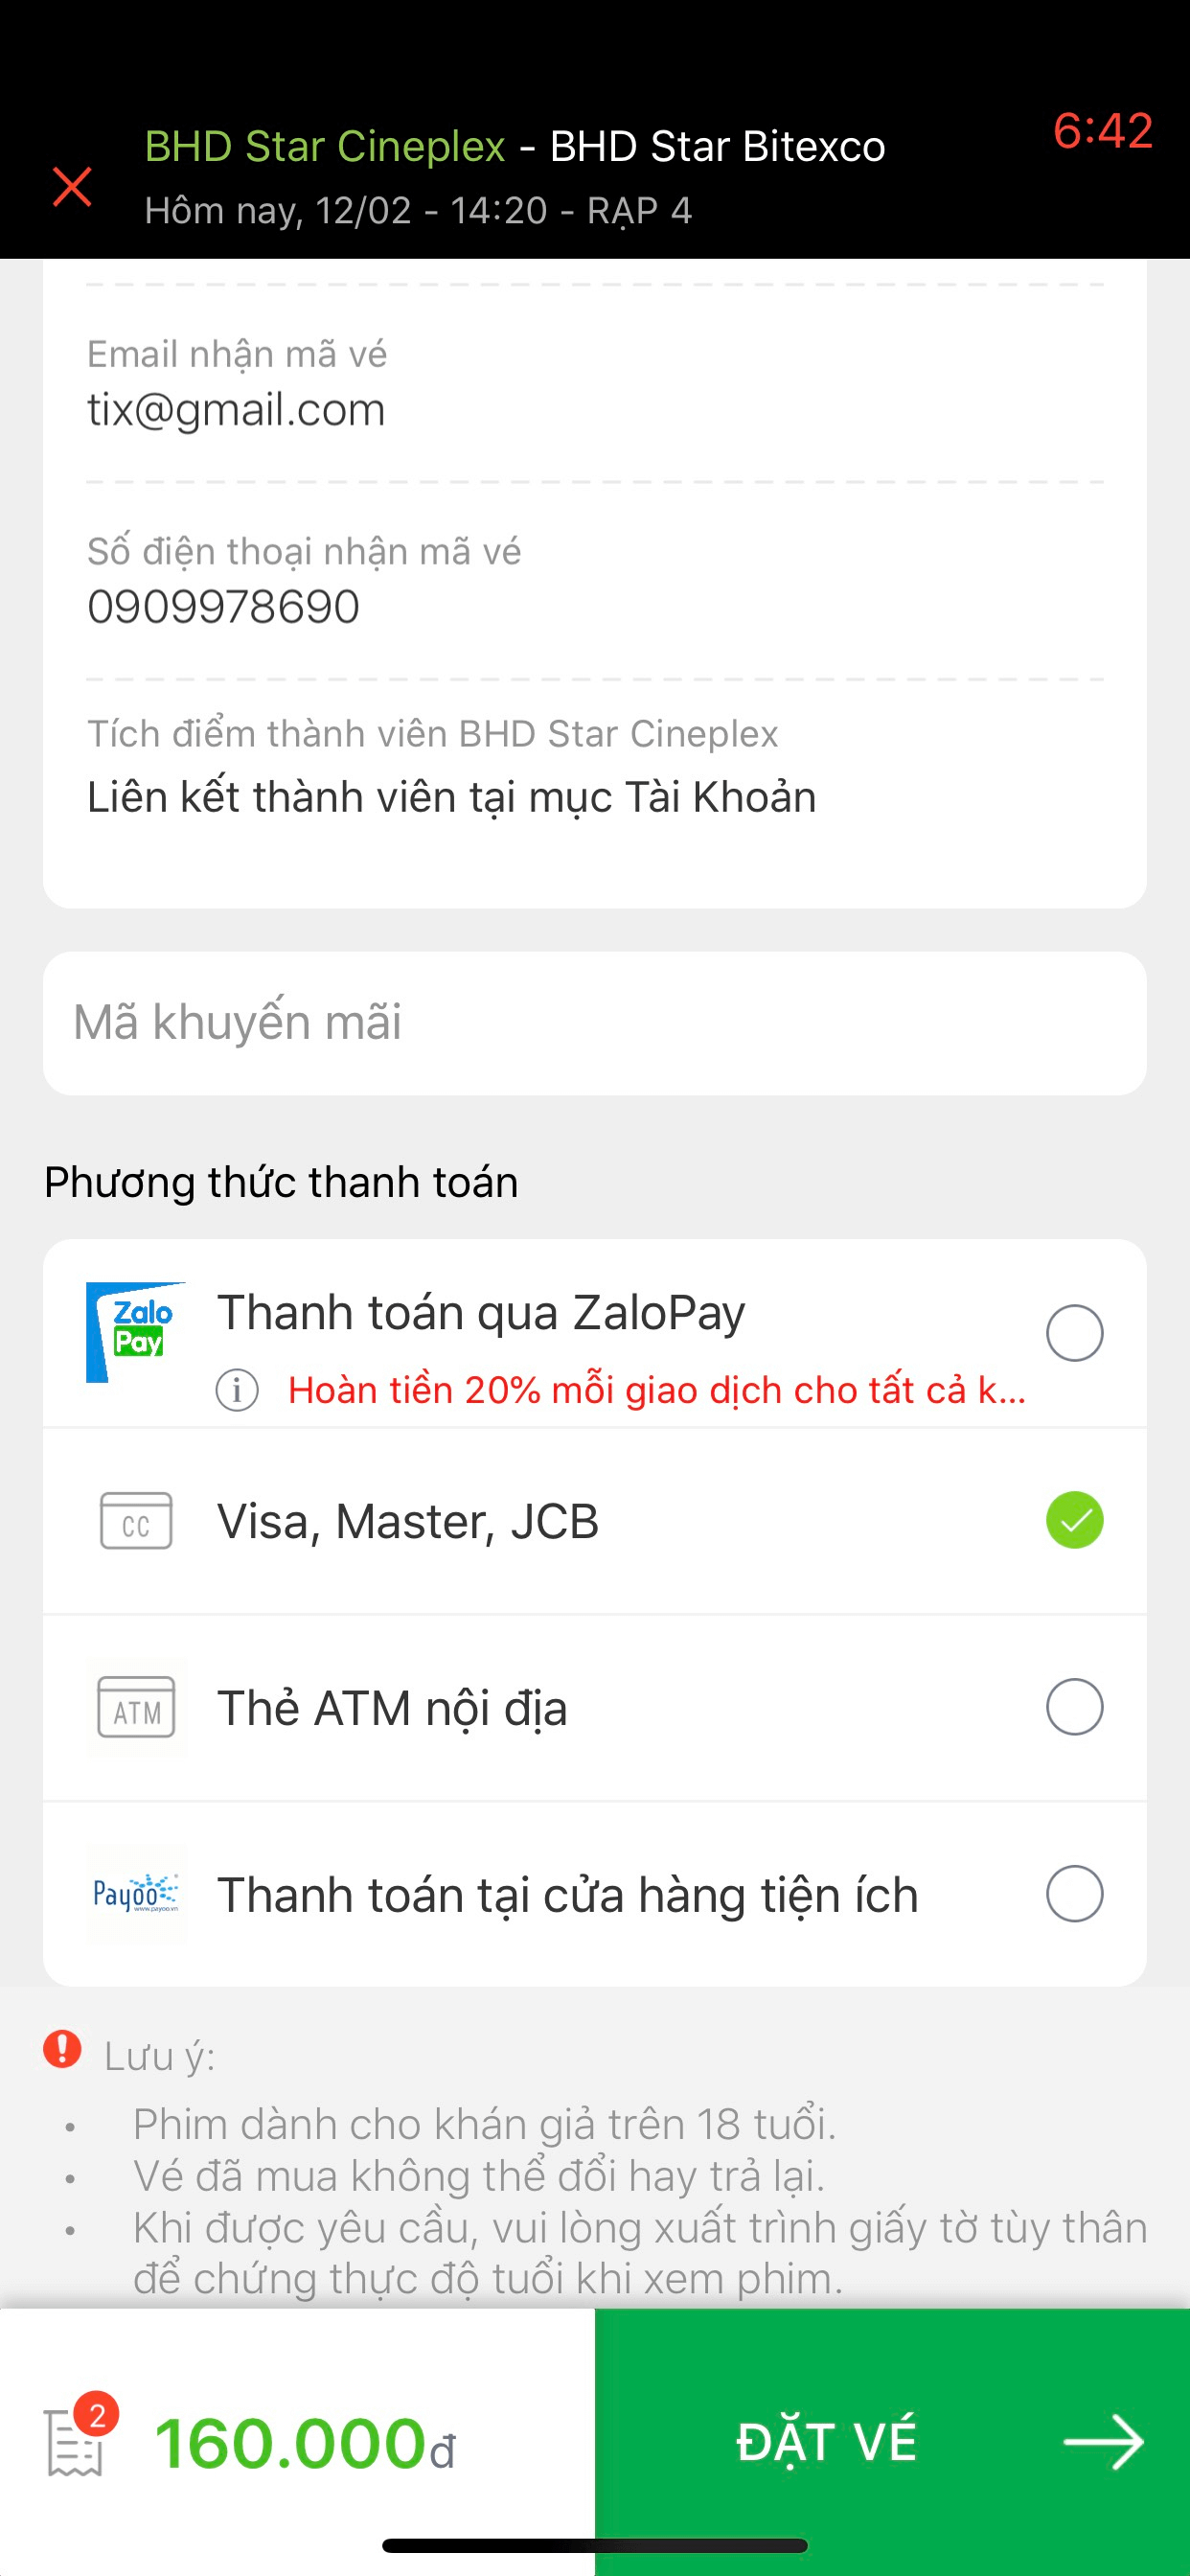 BHD Star Cineplex - BHD Star Bitexco
6:42
Hôm nay, 12/02 - 14:20 - RẠP 4
Email nhận mã vé
tix@gmail.com
Số điện thoại nhận mã vé
0909978690
Tích điểm thành viên BHD Star Cineplex
Liên kết thành viên tại mục Tài Khoản
Mã khuyến mãi
Phương thức thanh toán
Zalo
Pay
Thanh toán qua ZaloPay
i Hoàn tiền 20% mỗi giao dịch cho tất cả k...
CC
Visa, Master, JCB
ATM
Thẻ ATM nội địa
Payoo
www.payoo.vn
Thanh toán tại cửa hàng tiện ích
! Lưu ý:
• Phim dành cho khán giả trên 18 tuổi.
• Vé đã mua không thể đổi hay trả lại.
• Khi được yêu cầu, vui lòng xuất trình giấy tờ tùy thân
để chứng thực độ tuổi khi xem phim.
2
160.000đ
ĐẶT VÉ